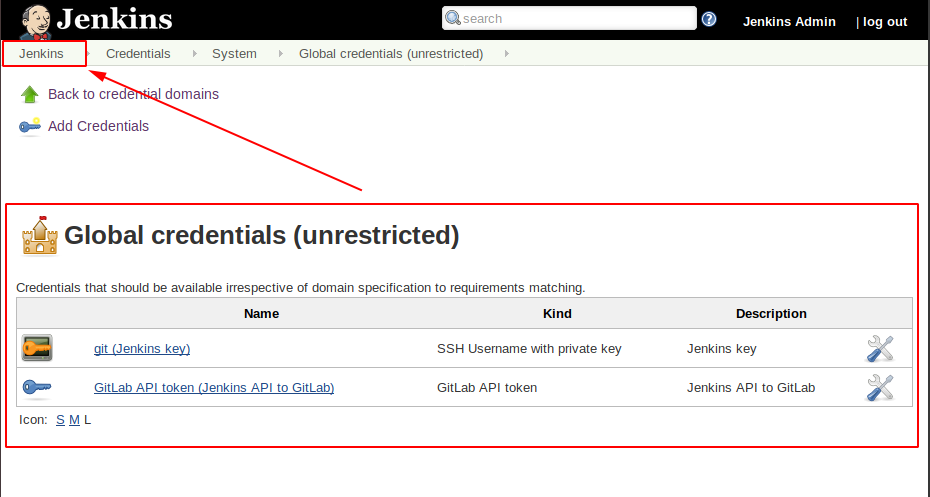 Jenkins search Jenkins Admin | log out
Jenkins Credentials System Global credentials (unrestricted)
Back to credential domains
Add Credentials
Global credentials (unrestricted)
Credentials that should be available irrespective of domain specification to requirements matching.
Name Kind Description
git (Jenkins key) SSH Username with private key Jenkins key
GitLab API token (Jenkins API to GitLab) GitLab API token Jenkins API to GitLab
Icon: S M L